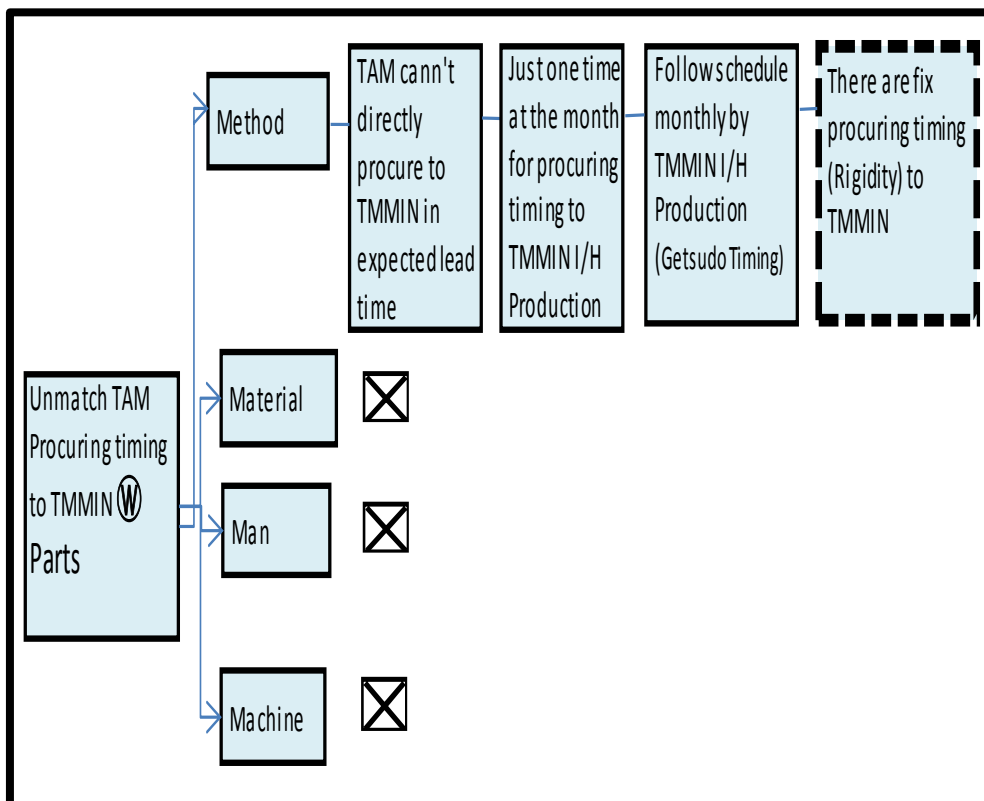 Method
TAM cann't
directly
procure to
TMMIN in
expected lead
time
Just one time
at the month
for procuring
timing to
TMMIN I/H
Production
Follow schedule
monthly by
TMMIN I/H
Production
(Getsudo Timing)
There are fix
procuring timing
(Rigidity) to
TMMIN
Unmatch TAM
Procuring timing
to TMMIN Ⓦ
Parts
Material
Man
Machine